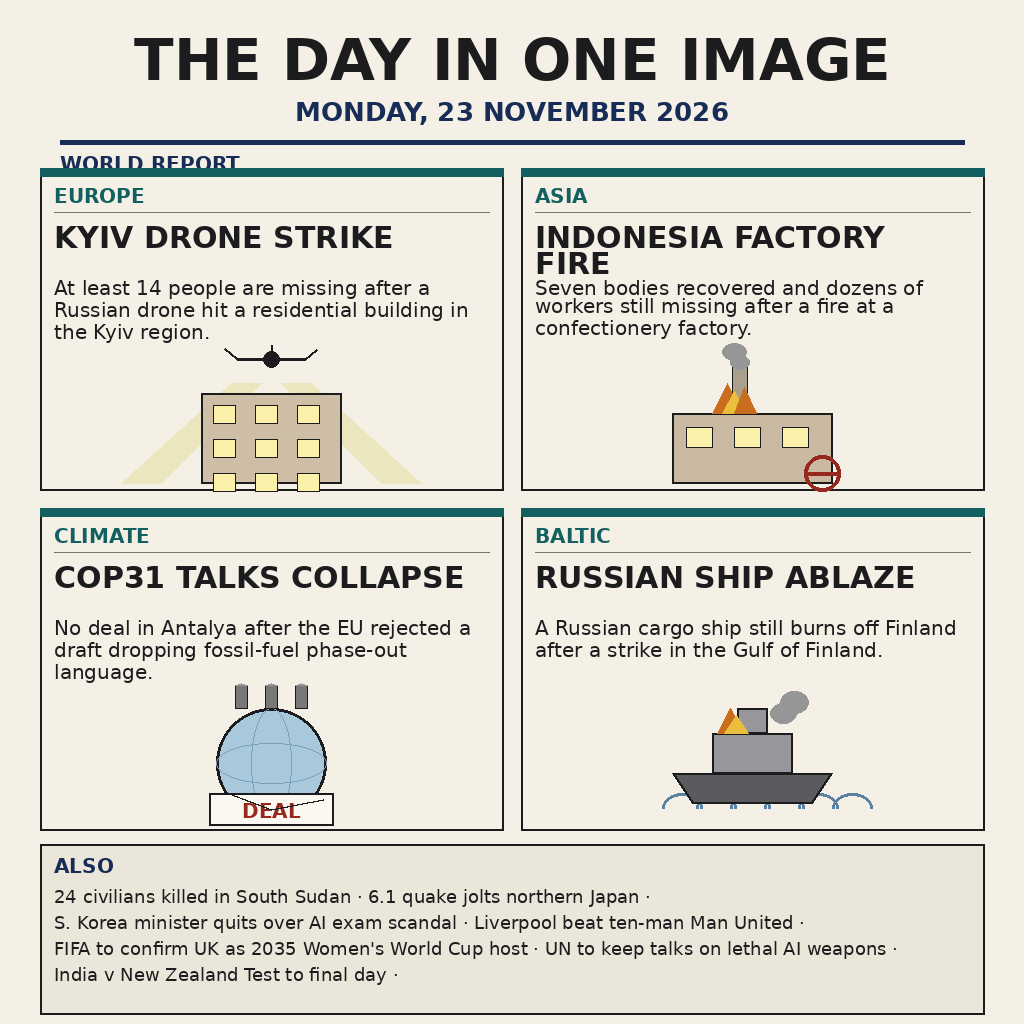 THE DAY IN ONE IMAGE
MONDAY, 23 NOVEMBER 2026
WORLD REPORT
EUROPE
KYIV DRONE STRIKE
At least 14 people are missing after a
Russian drone hit a residential building in
the Kyiv region.
ASIA
INDONESIA FACTORY
FIRE
Seven bodies recovered and dozens of
workers still missing after a fire at a
confectionery factory.
CLIMATE
COP31 TALKS COLLAPSE
No deal in Antalya after the EU rejected a
draft dropping fossil-fuel phase-out
language.
DEAL
BALTIC
RUSSIAN SHIP ABLAZE
A Russian cargo ship still burns off Finland
after a strike in the Gulf of Finland.
ALSO
24 civilians killed in South Sudan · 6.1 quake jolts northern Japan ·
S. Korea minister quits over AI exam scandal · Liverpool beat ten-man Man United ·
FIFA to confirm UK as 2035 Women's World Cup host · UN to keep talks on lethal AI weapons ·
India v New Zealand Test to final day ·